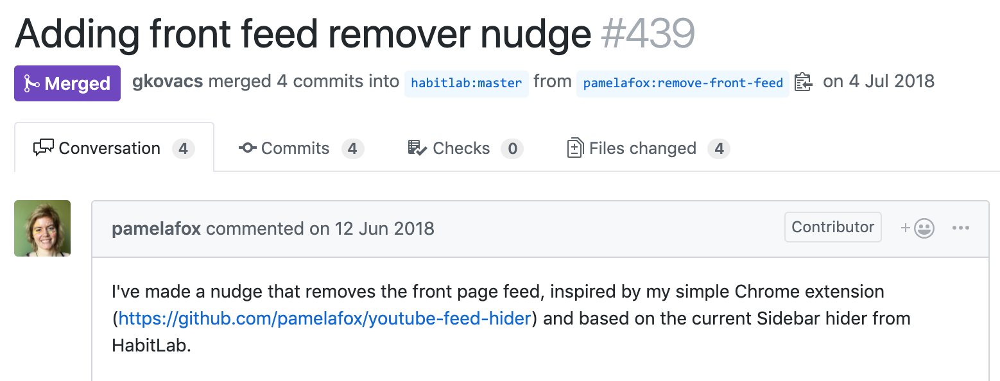 Adding front feed remover nudge #439
Merged gkovacs merged 4 commits into habitlab:master from pamelafox:remove-front-feed on 4 Jul 2018
Conversation 4 Commits 4 Checks 0 Files changed 4
pamelafox commented on 12 Jun 2018 Contributor
I've made a nudge that removes the front page feed, inspired by my simple Chrome extension
(https://github.com/pamelafox/youtube-feed-hider) and based on the current Sidebar hider from
HabitLab.